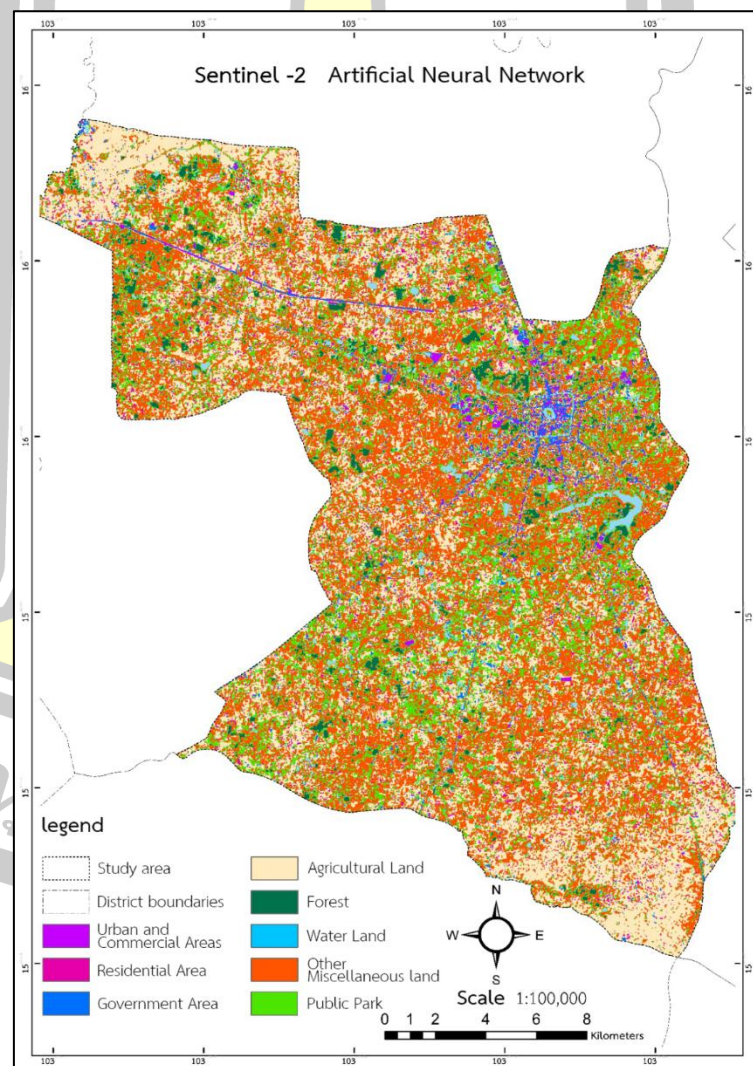 103 103 103 103 103
Sentinel -2 Artificial Neural Network
16 16
16 16
16 16
15 15
15 15
15 15
legend
Study area
District boundaries
Urban and
Commercial Areas
Residential Area
Government Area
Agricultural Land
Forest
Water Land
Other
Miscellaneous land
Public Park
N
W E
S
Scale 1:100,000
0 1 2 4 6 8
Kilometers
103 103 103 103 103